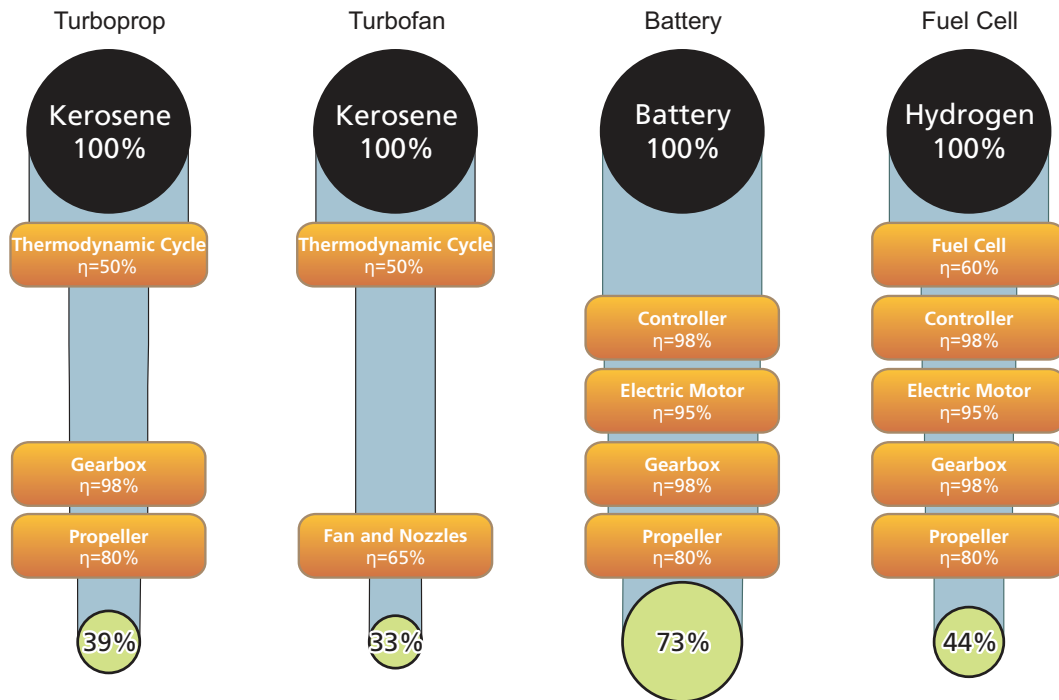 Turboprop
Turbofan
Battery
Fuel Cell
Kerosene
100%
Kerosene
100%
Battery
100%
Hydrogen
100%
Thermodynamic Cycle
η=50%
Thermodynamic Cycle
η=50%
Fuel Cell
η=60%
Controller
η=98%
Controller
η=98%
Electric Motor
η=95%
Electric Motor
η=95%
Gearbox
η=98%
Gearbox
η=98%
Gearbox
η=98%
Propeller
η=80%
Fan and Nozzles
η=65%
Propeller
η=80%
Propeller
η=80%
39%
33%
73%
44%